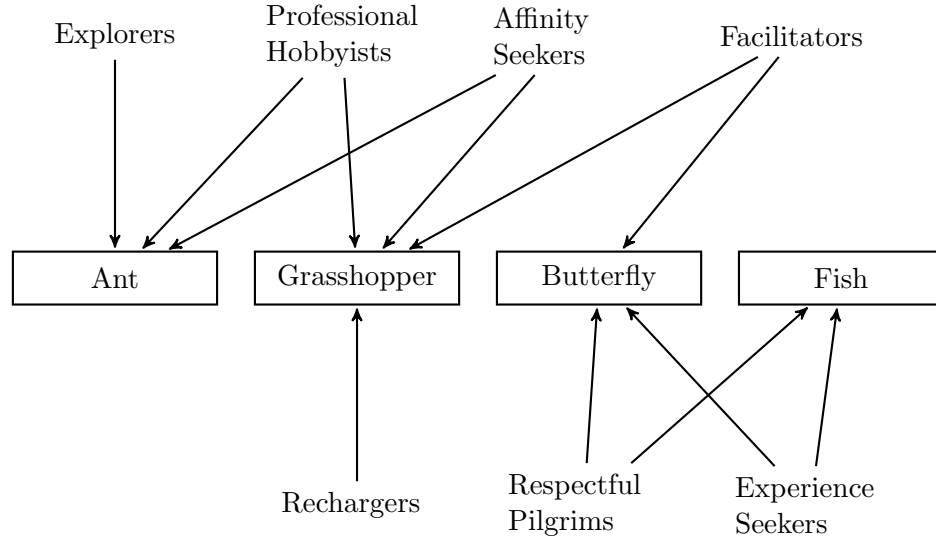 Explorers
Professional
Hobbyists
Affinity
Seekers
Facilitators
Ant
Grasshopper
Butterfly
Fish
Rechargers
Respectful
Pilgrims
Experience
Seekers